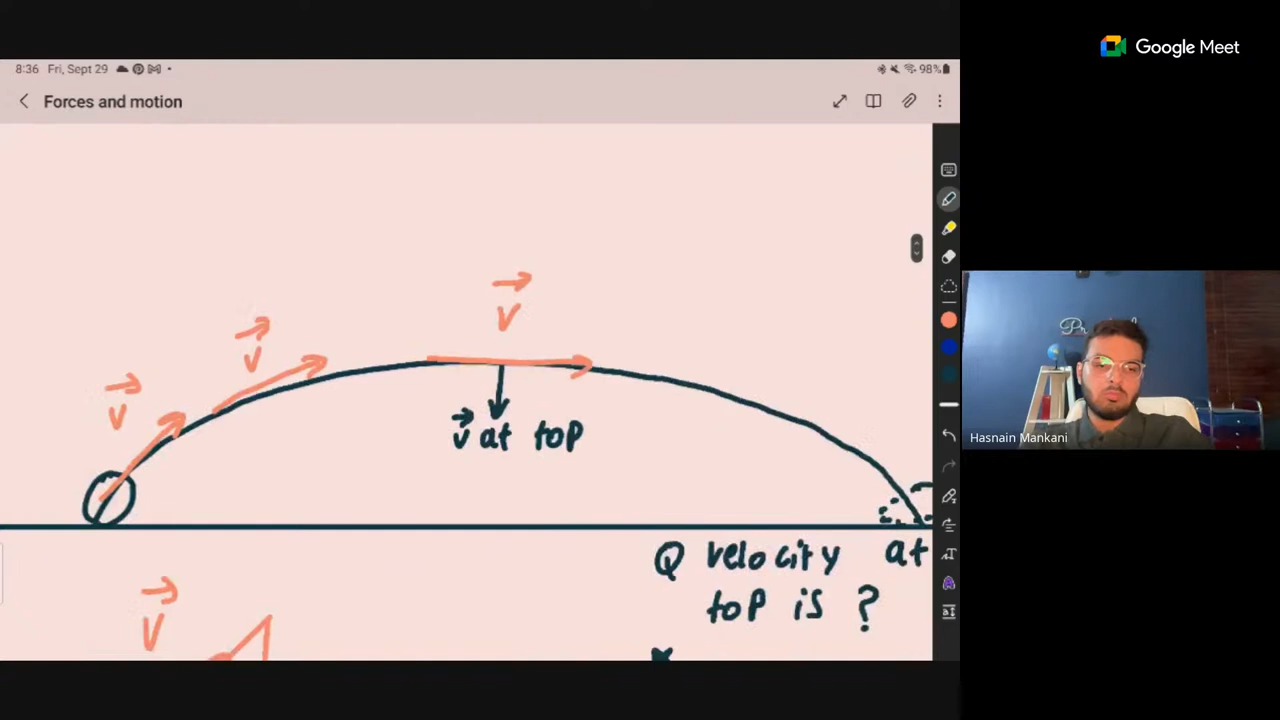 Google Meet
8:36 Fri, Sept 29
98%
Forces and motion
v
v
v
v at top
Q velocity at
top is ?
v
Hasnain Mankani